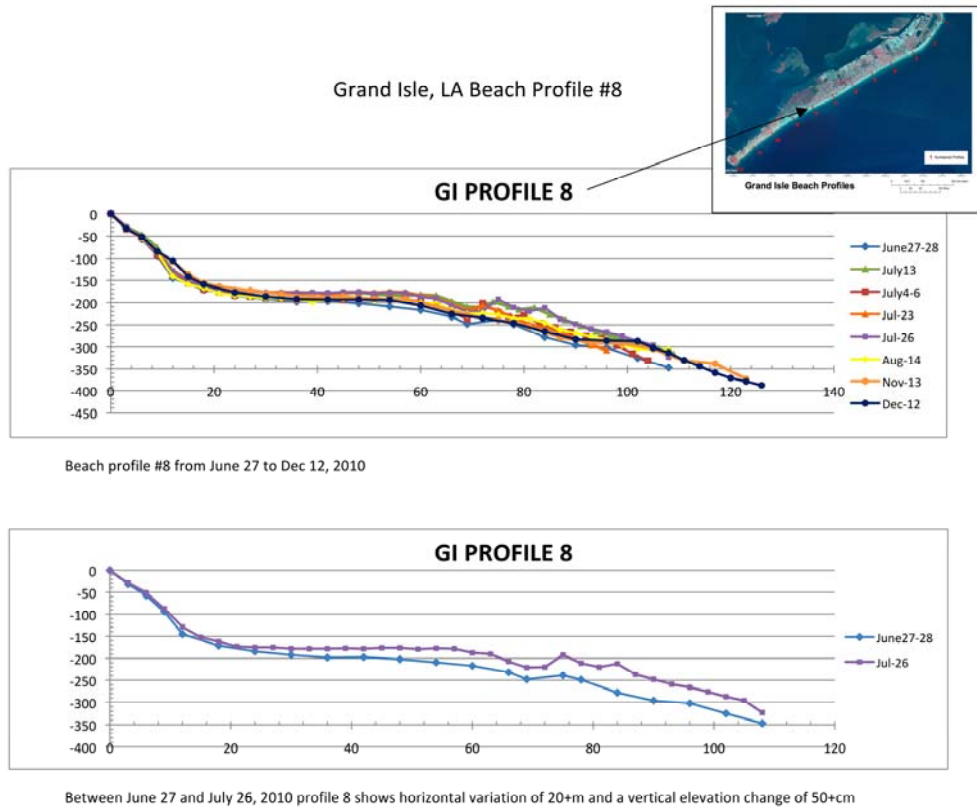 Grand Isle, LA Beach Profile #8
Grand Isle Beach Profiles
GI PROFILE 8
0
-50
-100
-150
-200
-250
-300
-350
-400
-450
0
20
40
60
80
100
120
140
June27-28
July13
July4-6
Jul-23
Jul-26
Aug-14
Nov-13
Dec-12
Beach profile #8 from June 27 to Dec 12, 2010
GI PROFILE 8
0
-50
-100
-150
-200
-250
-300
-350
-400
0
20
40
60
80
100
120
June27-28
Jul-26
Between June 27 and July 26, 2010 profile 8 shows horizontal variation of 20+m and a vertical elevation change of 50+cm